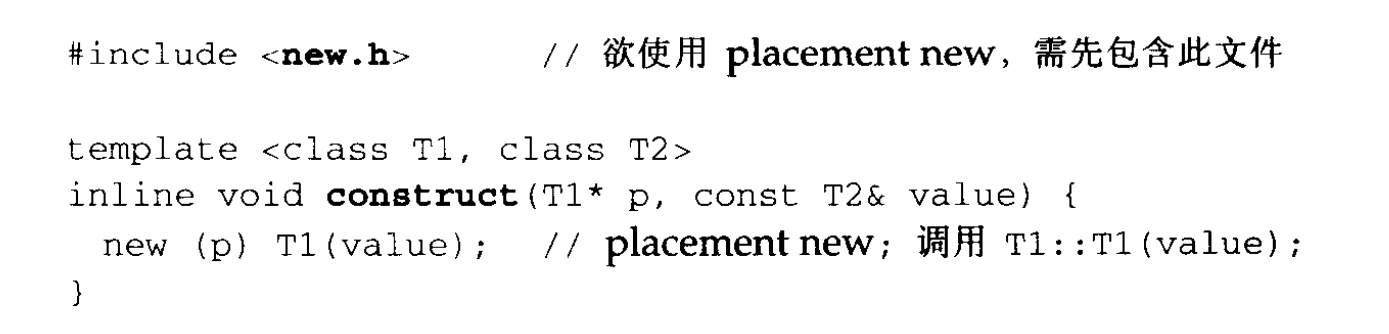 #include <new.h> // 欲使用 placement new，需先包含此文件
template <class T1, class T2>
inline void construct(T1* p, const T2& value) {
new (p) T1(value); // placement new；调用 T1::T1(value);
}